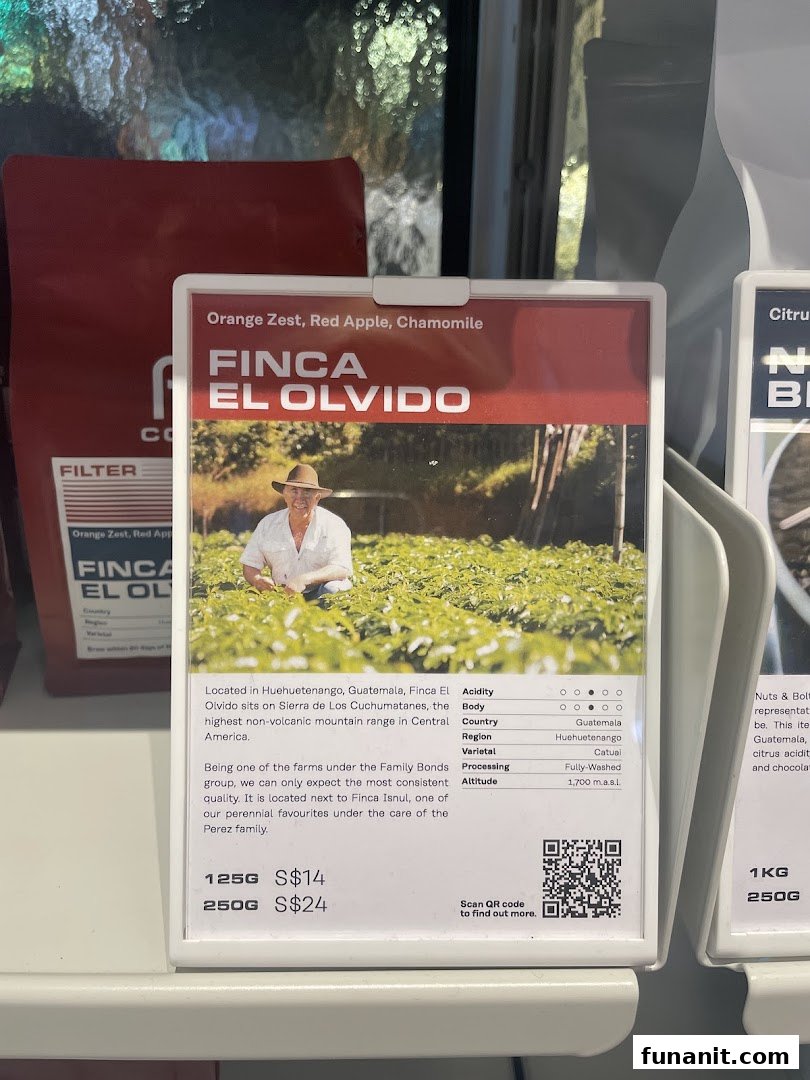 Orange Zest, Red Apple, Chamomile
FINCA
EL OLVIDO
Located in Huehuetenango, Guatemala, Finca El
Olvido sits on Sierra de Los Cuchumatanes, the
highest non-volcanic mountain range in Central
America.
Being one of the farms under the Family Bonds
group, we can only expect the most consistent
quality. It is located next to Finca Isnul, one of
our perennial favourites under the care of the
Perez family.
Acidity
Body
Country Guatemala
Region Huehuetenango
Varietal Catuai
Processing Fully-Washed
Altitude 1,700 m.a.s.l.
125G S$14
250G S$24
Scan QR code
to find out more.
CO
FILTER
Orange Zest, Red App
FINCA
EL OL
Country
Region
Varietal
Citru
N
B
Nuts & Bol
representat
be. This ite
Guatemala,
citrus acidit
and chocola
1KG
250G
funanit.com